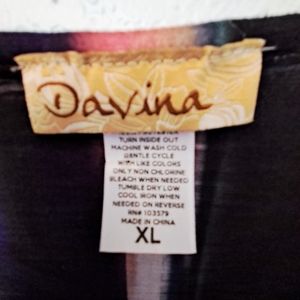 Davina
TURN INSIDE OUT
MACHINE WASH COLD
GENTLE CYCLE
WITH LIKE COLORS
ONLY NON CHLORINE
BLEACH WHEN NEEDED
TUMBLE DRY LOW
COOL IRON WHEN
NEEDED ON REVERSE
RN# 103579
MADE IN CHINA
XL